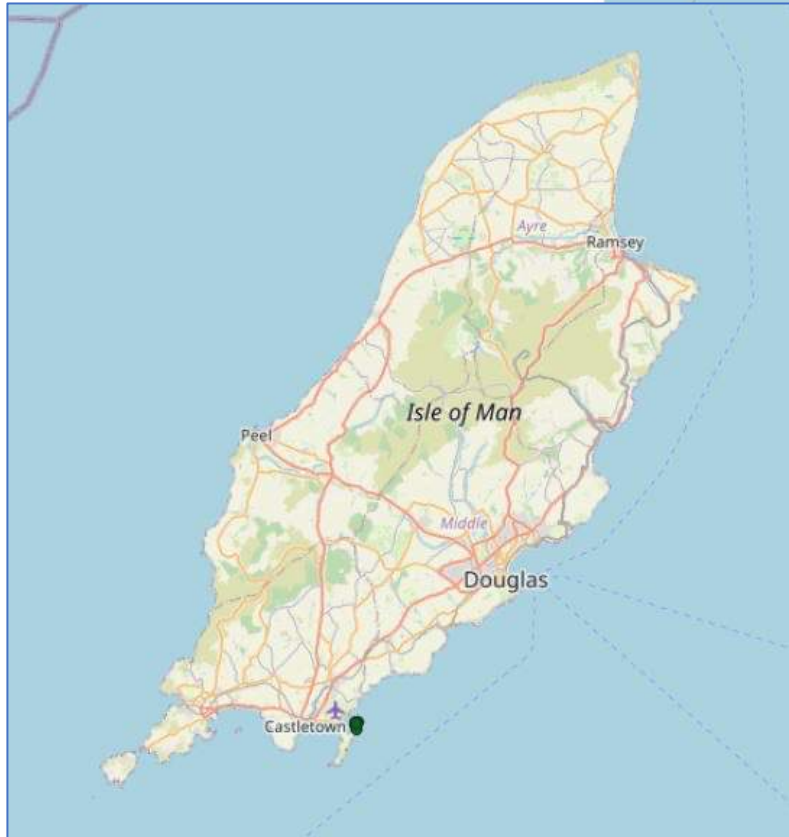 Ayre
Ramsey
Isle of Man
Peel
Middle
Douglas
Castletown